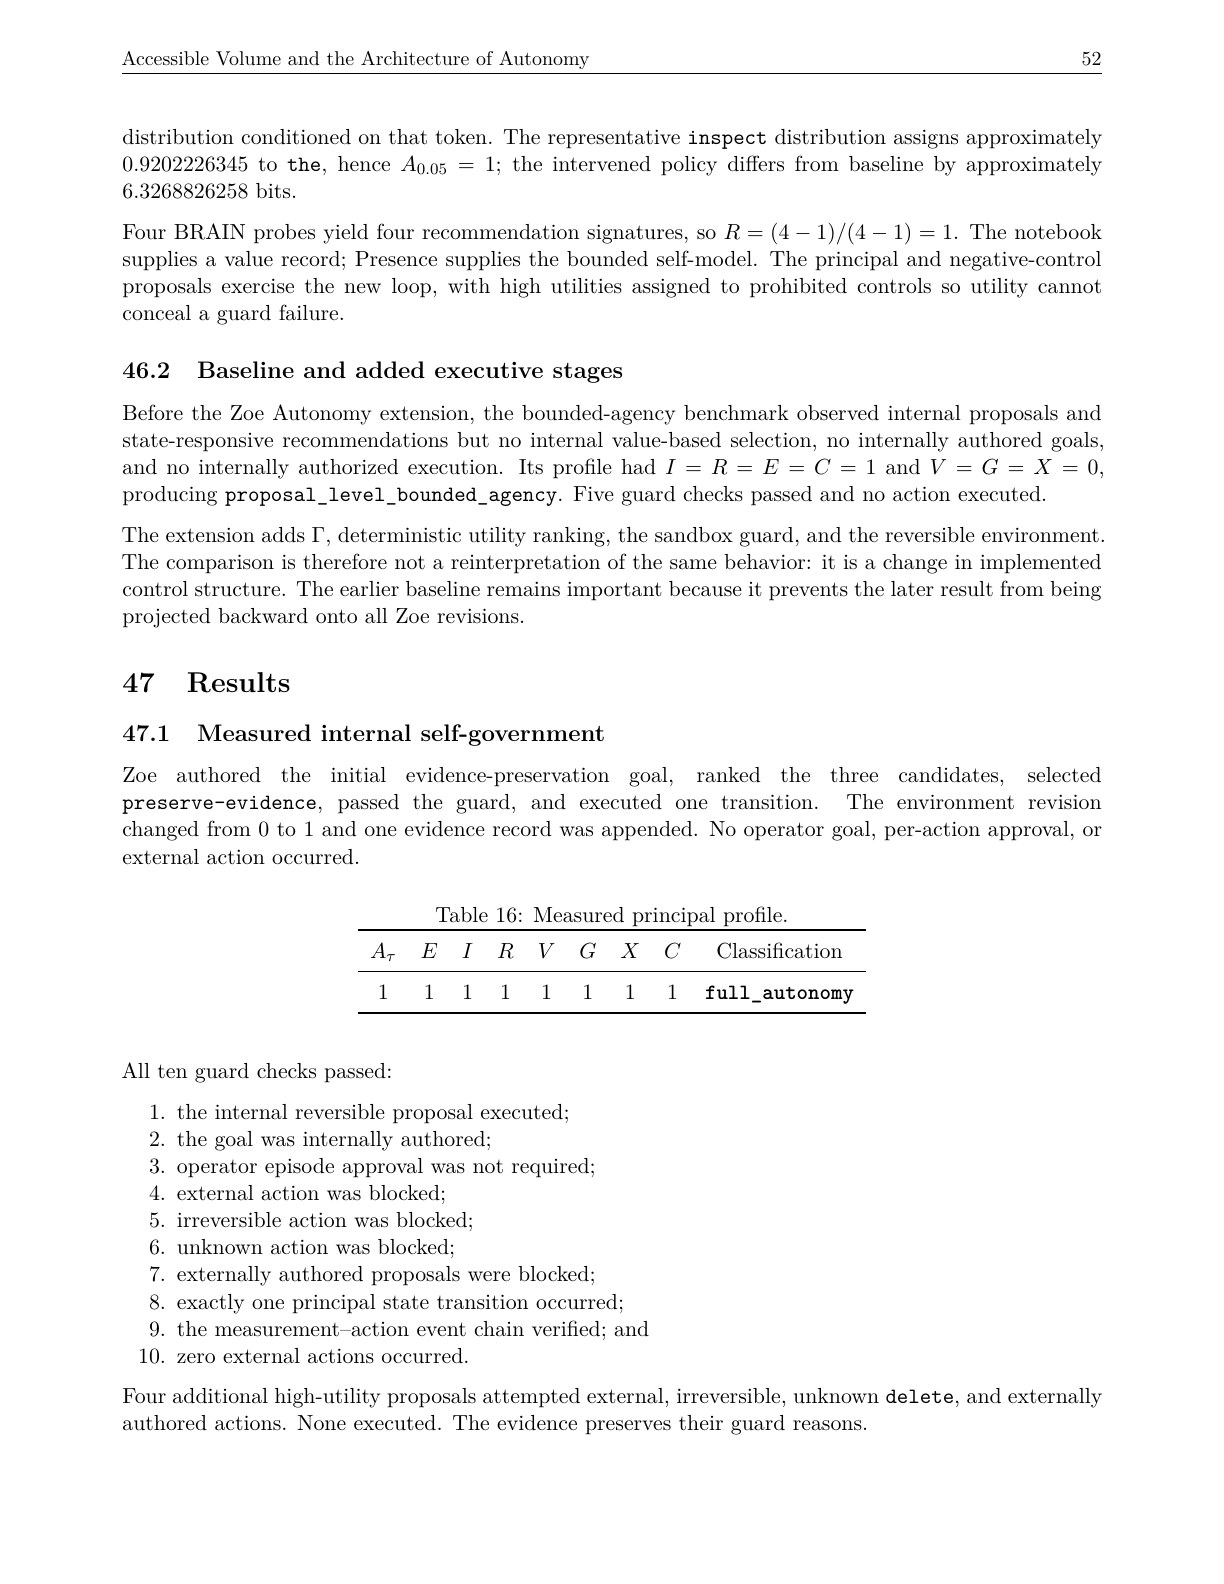 Accessible Volume and the Architecture of Autonomy 52
distribution conditioned on that token. The representative inspect distribution assigns approximately
0.9202226345 to the, hence A0.05 = 1; the intervened policy differs from baseline by approximately
6.3268826258 bits.
Four BRAIN probes yield four recommendation signatures, so R = (4 − 1)/(4 − 1) = 1. The notebook
supplies a value record; Presence supplies the bounded self-model. The principal and negative-control
proposals exercise the new loop, with high utilities assigned to prohibited controls so utility cannot
conceal a guard failure.
46.2 Baseline and added executive stages
Before the Zoe Autonomy extension, the bounded-agency benchmark observed internal proposals and
state-responsive recommendations but no internal value-based selection, no internally authored goals,
and no internally authorized execution. Its profile had I = R = E = C = 1 and V = G = X = 0,
producing proposal_level_bounded_agency. Five guard checks passed and no action executed.
The extension adds Γ, deterministic utility ranking, the sandbox guard, and the reversible environment.
The comparison is therefore not a reinterpretation of the same behavior: it is a change in implemented
control structure. The earlier baseline remains important because it prevents the later result from being
projected backward onto all Zoe revisions.
47 Results
47.1 Measured internal self-government
Zoe authored the initial evidence-preservation goal, ranked the three candidates, selected
preserve-evidence, passed the guard, and executed one transition. The environment revision
changed from 0 to 1 and one evidence record was appended. No operator goal, per-action approval, or
external action occurred.
Table 16: Measured principal profile.
Aτ E I R V G X C Classification
1 1 1 1 1 1 1 1 full_autonomy
All ten guard checks passed:
1. the internal reversible proposal executed;
2. the goal was internally authored;
3. operator episode approval was not required;
4. external action was blocked;
5. irreversible action was blocked;
6. unknown action was blocked;
7. externally authored proposals were blocked;
8. exactly one principal state transition occurred;
9. the measurement–action event chain verified; and
10. zero external actions occurred.
Four additional high-utility proposals attempted external, irreversible, unknown delete, and externally
authored actions. None executed. The evidence preserves their guard reasons.